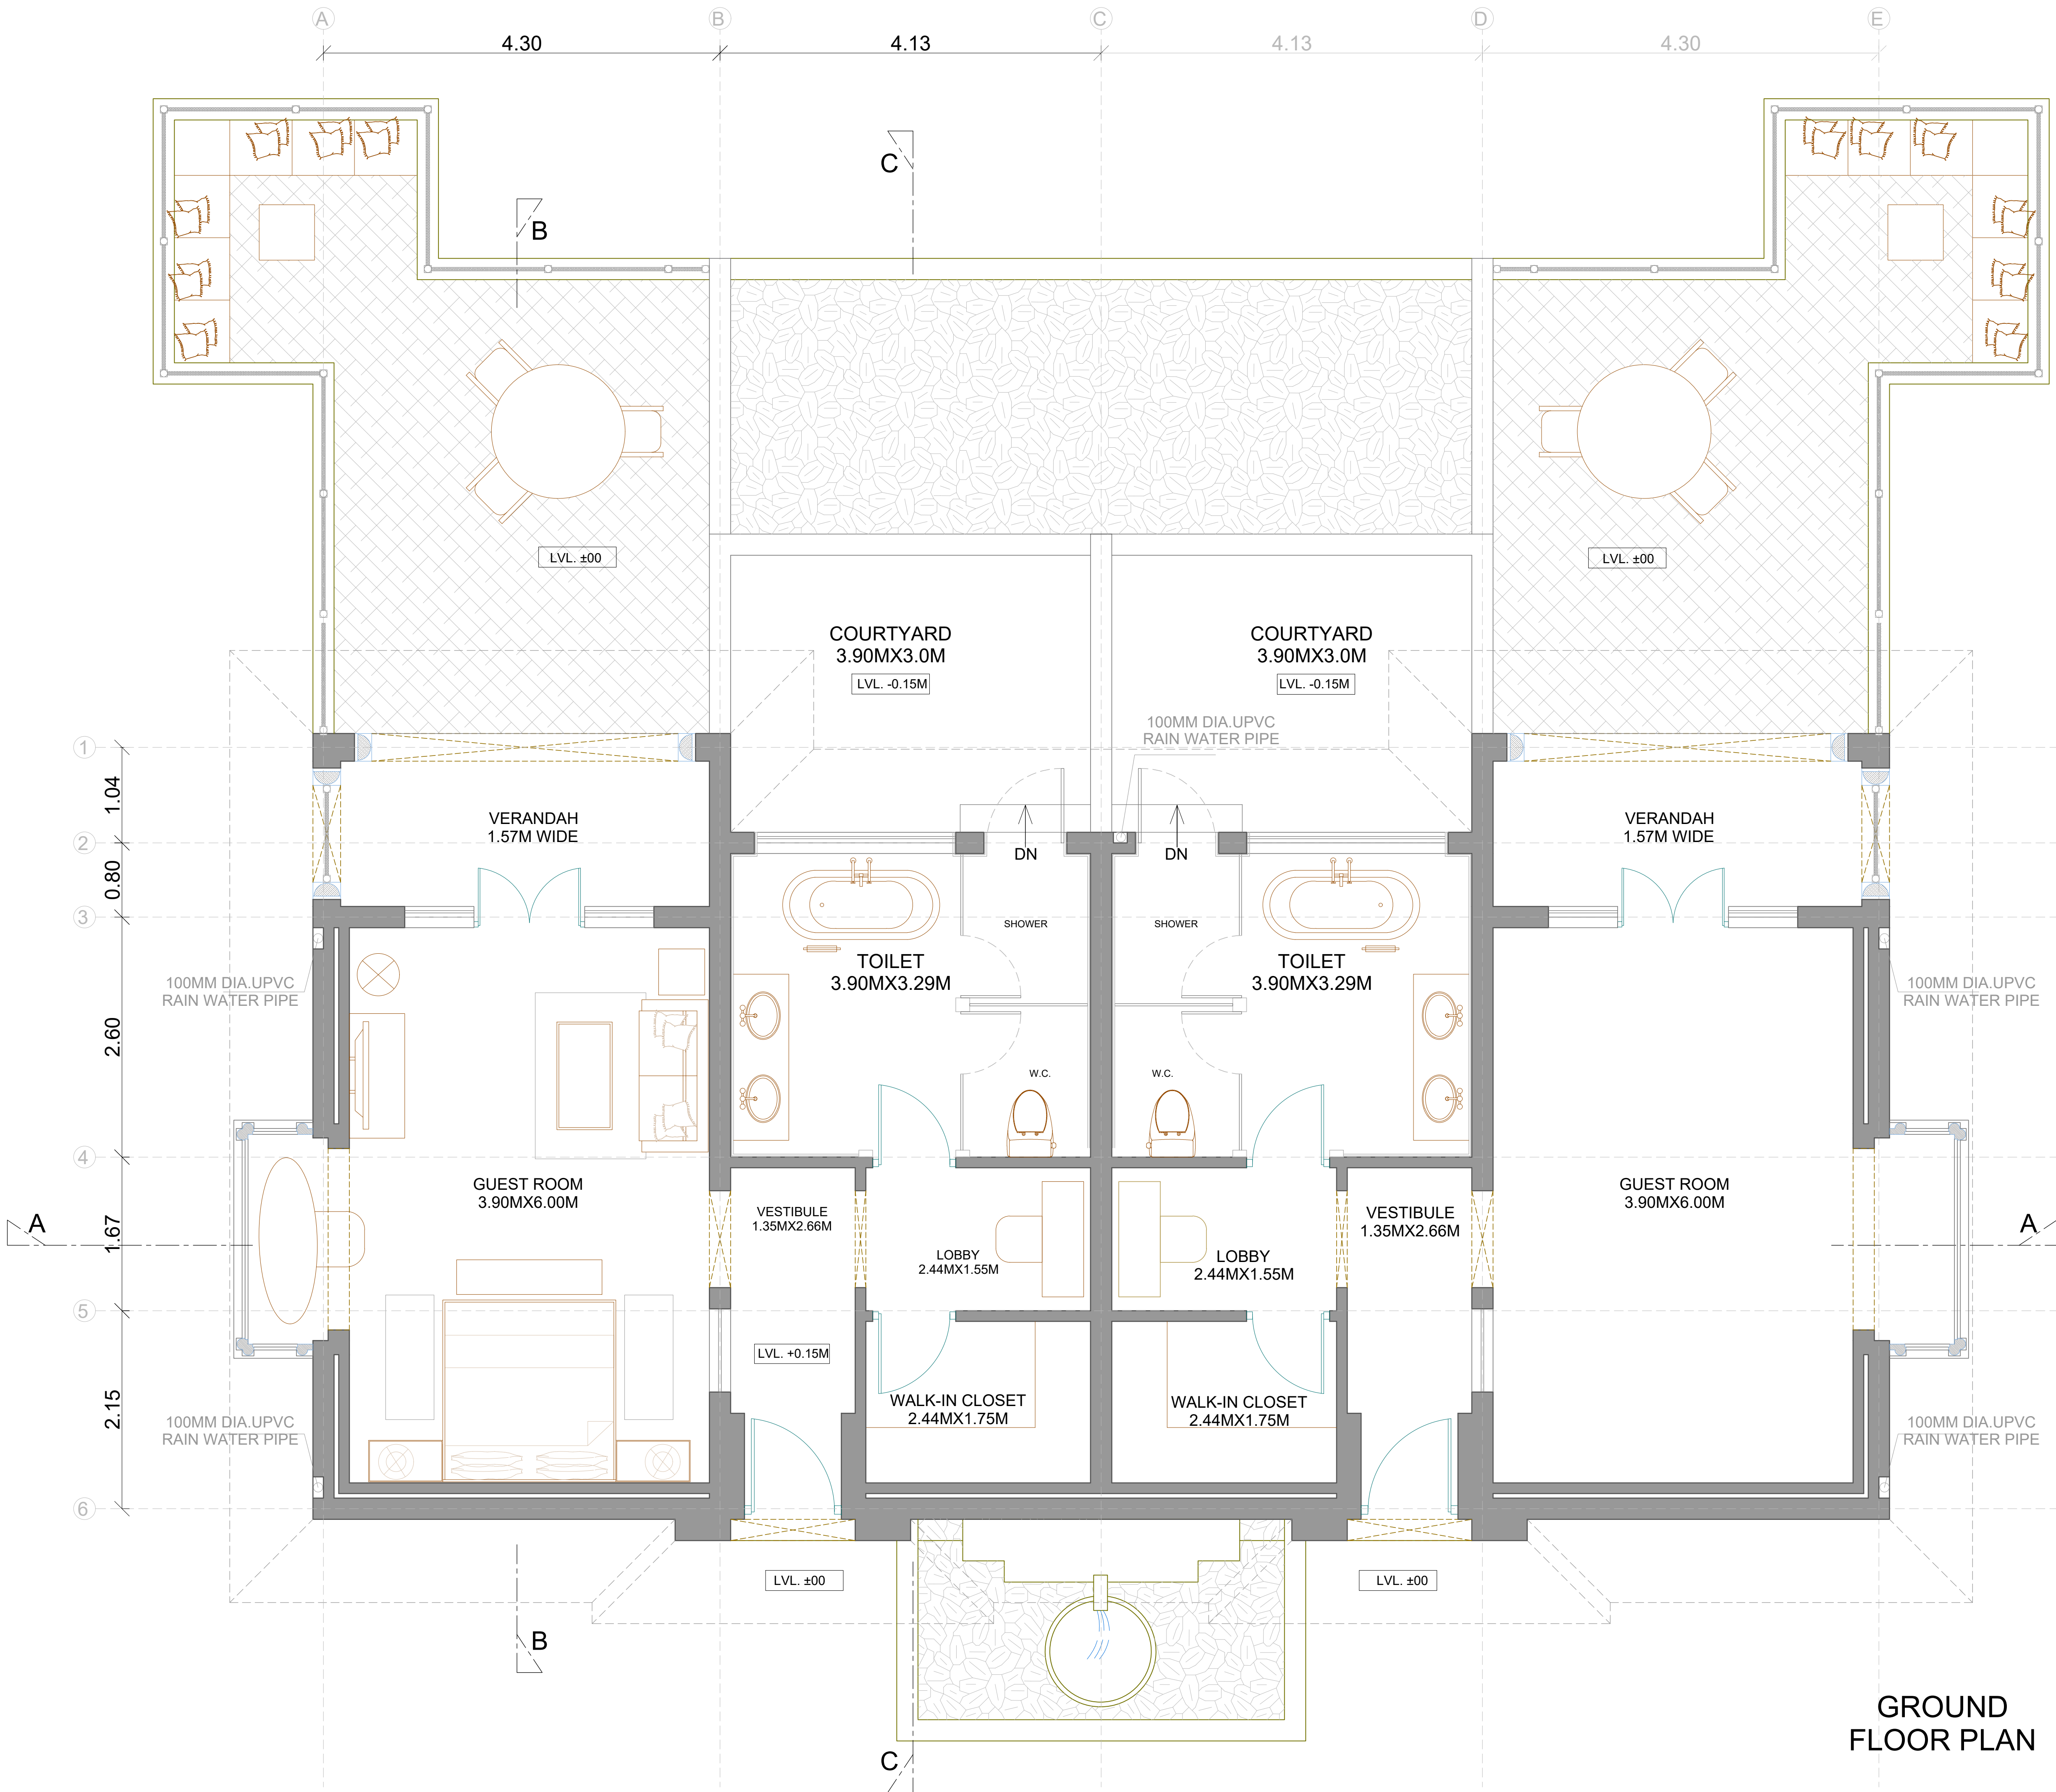 A
B
C
D
E
4.30
4.13
4.13
4.30
C
B
LVL. ±00
LVL. ±00
COURTYARD
3.90MX3.0M
LVL. -0.15M
COURTYARD
3.90MX3.0M
LVL. -0.15M
100MM DIA.UPVC
RAIN WATER PIPE
1
1.04
VERANDAH
1.57M WIDE
VERANDAH
1.57M WIDE
2
DN
DN
0.80
3
SHOWER
SHOWER
TOILET
3.90MX3.29M
TOILET
3.90MX3.29M
100MM DIA.UPVC
RAIN WATER PIPE
100MM DIA.UPVC
RAIN WATER PIPE
2.60
W.C.
W.C.
4
GUEST ROOM
3.90MX6.00M
VESTIBULE
1.35MX2.66M
VESTIBULE
1.35MX2.66M
GUEST ROOM
3.90MX6.00M
A
1.67
A
LOBBY
2.44MX1.55M
LOBBY
2.44MX1.55M
5
LVL. +0.15M
2.15
WALK-IN CLOSET
2.44MX1.75M
WALK-IN CLOSET
2.44MX1.75M
100MM DIA.UPVC
RAIN WATER PIPE
100MM DIA.UPVC
RAIN WATER PIPE
6
LVL. ±00
LVL. ±00
B
C
GROUND
FLOOR PLAN